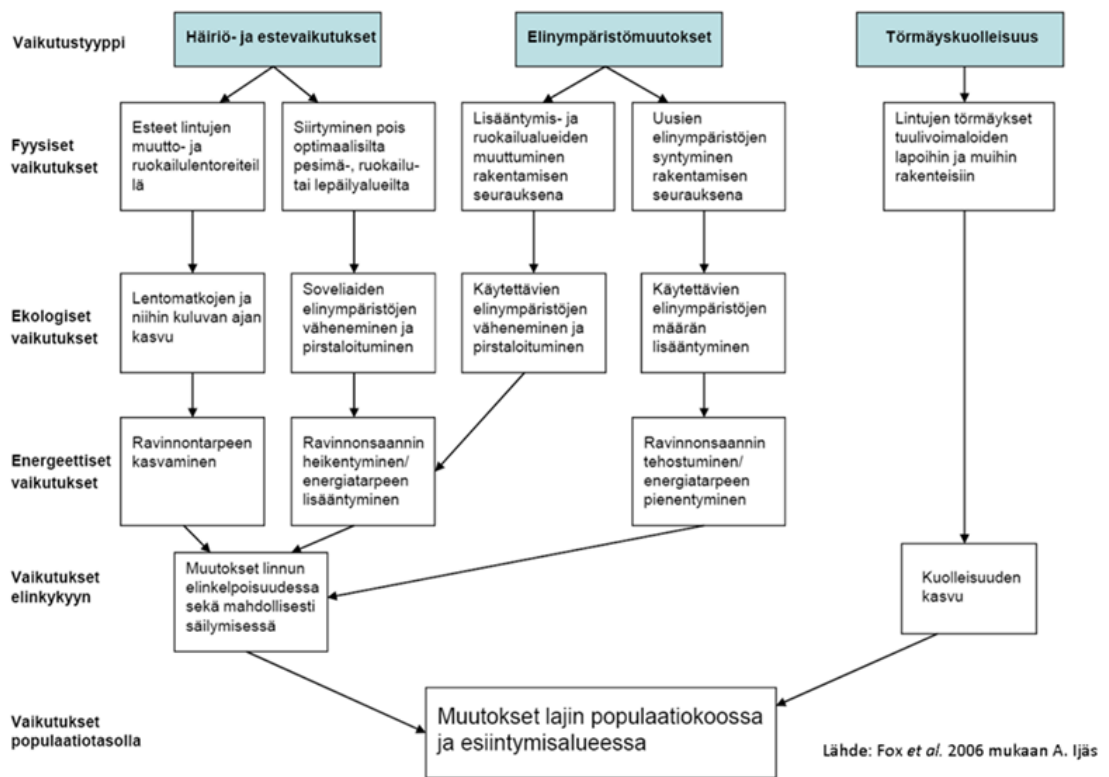 Vaikutustyyppi
Häiriö- ja estevaikutukset
Elinympäristömuutokset
Törmäyskuolleisuus
Fyysiset
vaikutukset
Esteet lintujen
muutto- ja
ruokailulentoreiteil
lä
Siirtyminen pois
optimaalisilta
pesimä-, ruokailu-
tai lepäilyalueilta
Lisääntymis- ja
ruokailualueiden
muuttuminen
rakentamisen
seurauksena
Uusien
elinympäristöjen
syntyminen
rakentamisen
seurauksena
Lintujen törmäykset
tuulivoimaloiden
lapoihin ja muihin
rakenteisiin
Ekologiset
vaikutukset
Lentomatkojen ja
niihin kuluvan ajan
kasvu
Soveliaiden
elinympäristöjen
väheneminen ja
pirstaloituminen
Käytettävien
elinympäristöjen
väheneminen ja
pirstaloituminen
Käytettävien
elinympäristöjen
määrän
lisääntyminen
Energeettiset
vaikutukset
Ravinnontarpeen
kasvaminen
Ravinnonsaannin
heikentyminen/
energiatarpeen
lisääntyminen
Ravinnonsaannin
tehostuminen/
energiatarpeen
pienentyminen
Vaikutukset
elinkykyyn
Muutokset linnun
elinkelpoisuudessa
sekä mahdollisesti
säilymisessä
Kuolleisuuden
kasvu
Vaikutukset
populaatiotasolla
Muutokset lajin populaatiokoossa
ja esiintymisalueessa
Lähde: Fox et al. 2006 mukaan A. Ijäs